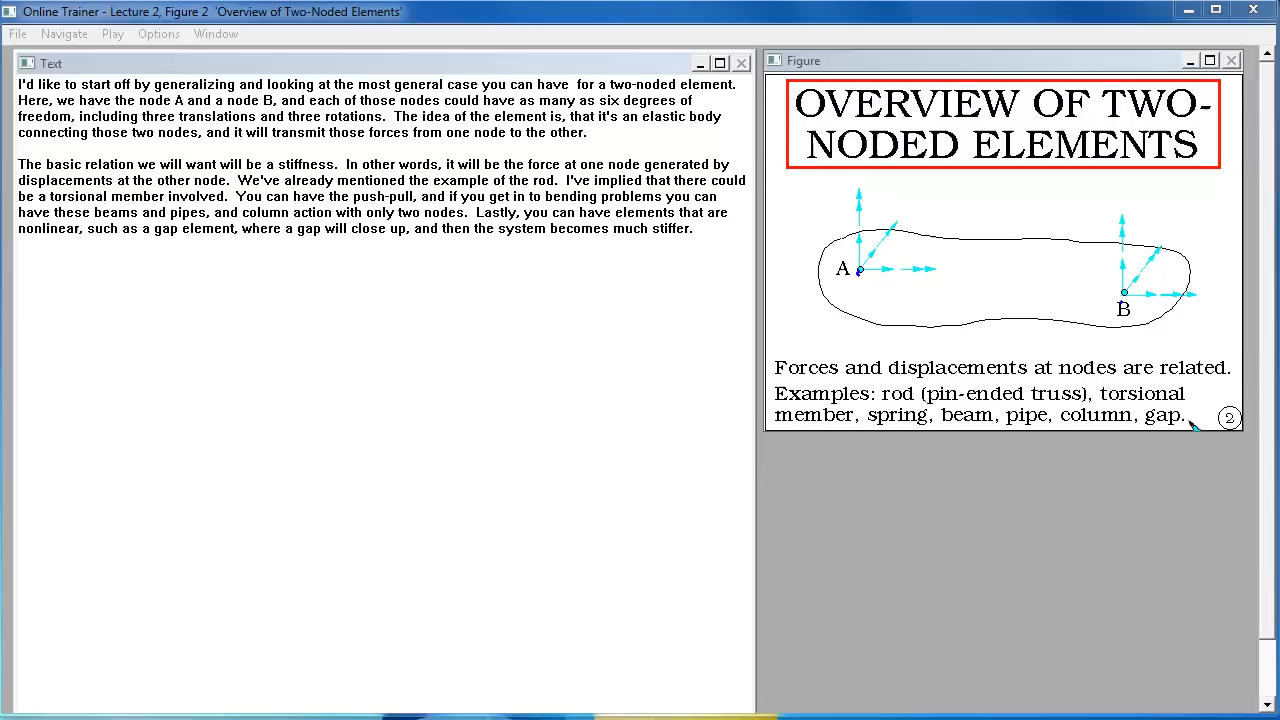 Online Trainer - Lecture 2, Figure 2  'Overview of Two-Noded Elements'
File Navigate Play Options Window
Text
I'd like to start off by generalizing and looking at the most general case you can have  for a two-noded element.
Here, we have the node A and a node B, and each of those nodes could have as many as six degrees of
freedom, including three translations and three rotations.  The idea of the element is, that it's an elastic body
connecting those two nodes, and it will transmit those forces from one node to the other.
The basic relation we will want will be a stiffness.  In other words, it will be the force at one node generated by
displacements at the other node.  We've already mentioned the example of the rod.  I've implied that there could
be a torsional member involved.  You can have the push-pull, and if you get in to bending problems you can
have these beams and pipes, and column action with only two nodes.  Lastly, you can have elements that are
nonlinear, such as a gap element, where a gap will close up, and then the system becomes much stiffer.
Figure
OVERVIEW OF TWO-
NODED ELEMENTS
A
B
Forces and displacements at nodes are related.
Examples: rod (pin-ended truss), torsional
member, spring, beam, pipe, column, gap.
2